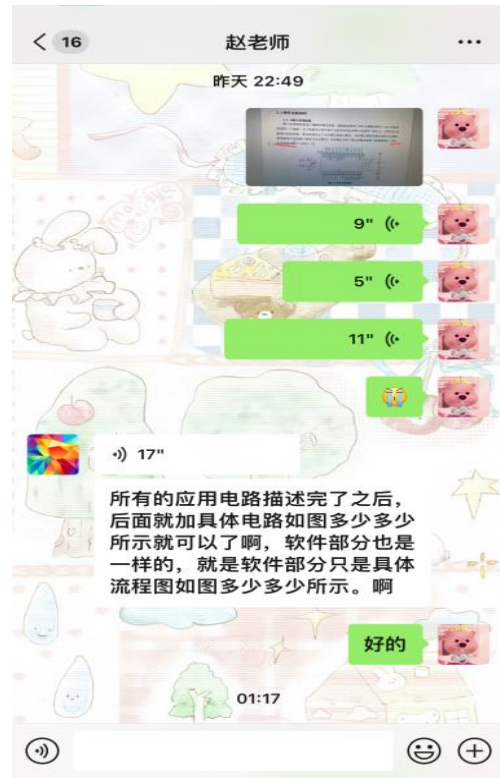 16
赵老师
昨天 22:49
9"
5"
11"
17"
所有的应用电路描述完了之后，
后面就加具体电路如图多少多少
所示就可以了啊，软件部分也是
一样的，就是软件部分只是具体
流程图如图多少多少所示。啊
好的
01:17